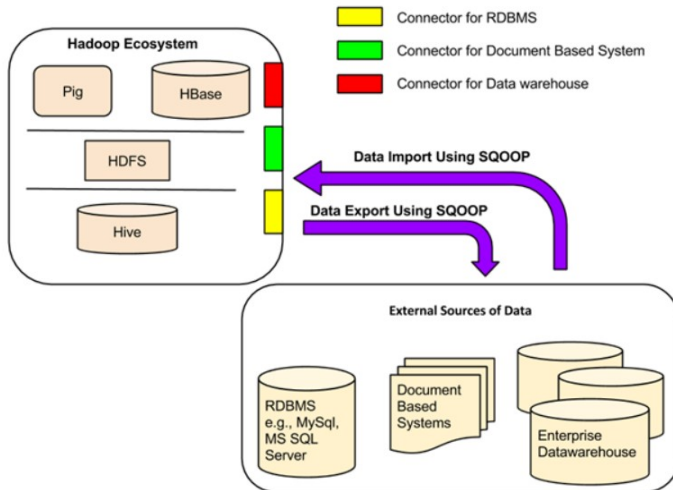 Hadoop Ecosystem
Pig
HBase
HDFS
Hive
Connector for RDBMS
Connector for Document Based System
Connector for Data warehouse
Data Import Using SQOOP
Data Export Using SQOOP
External Sources of Data
RDBMS
e.g., MySql,
MS SQL
Server
Document
Based
Systems
Enterprise
Datawarehouse